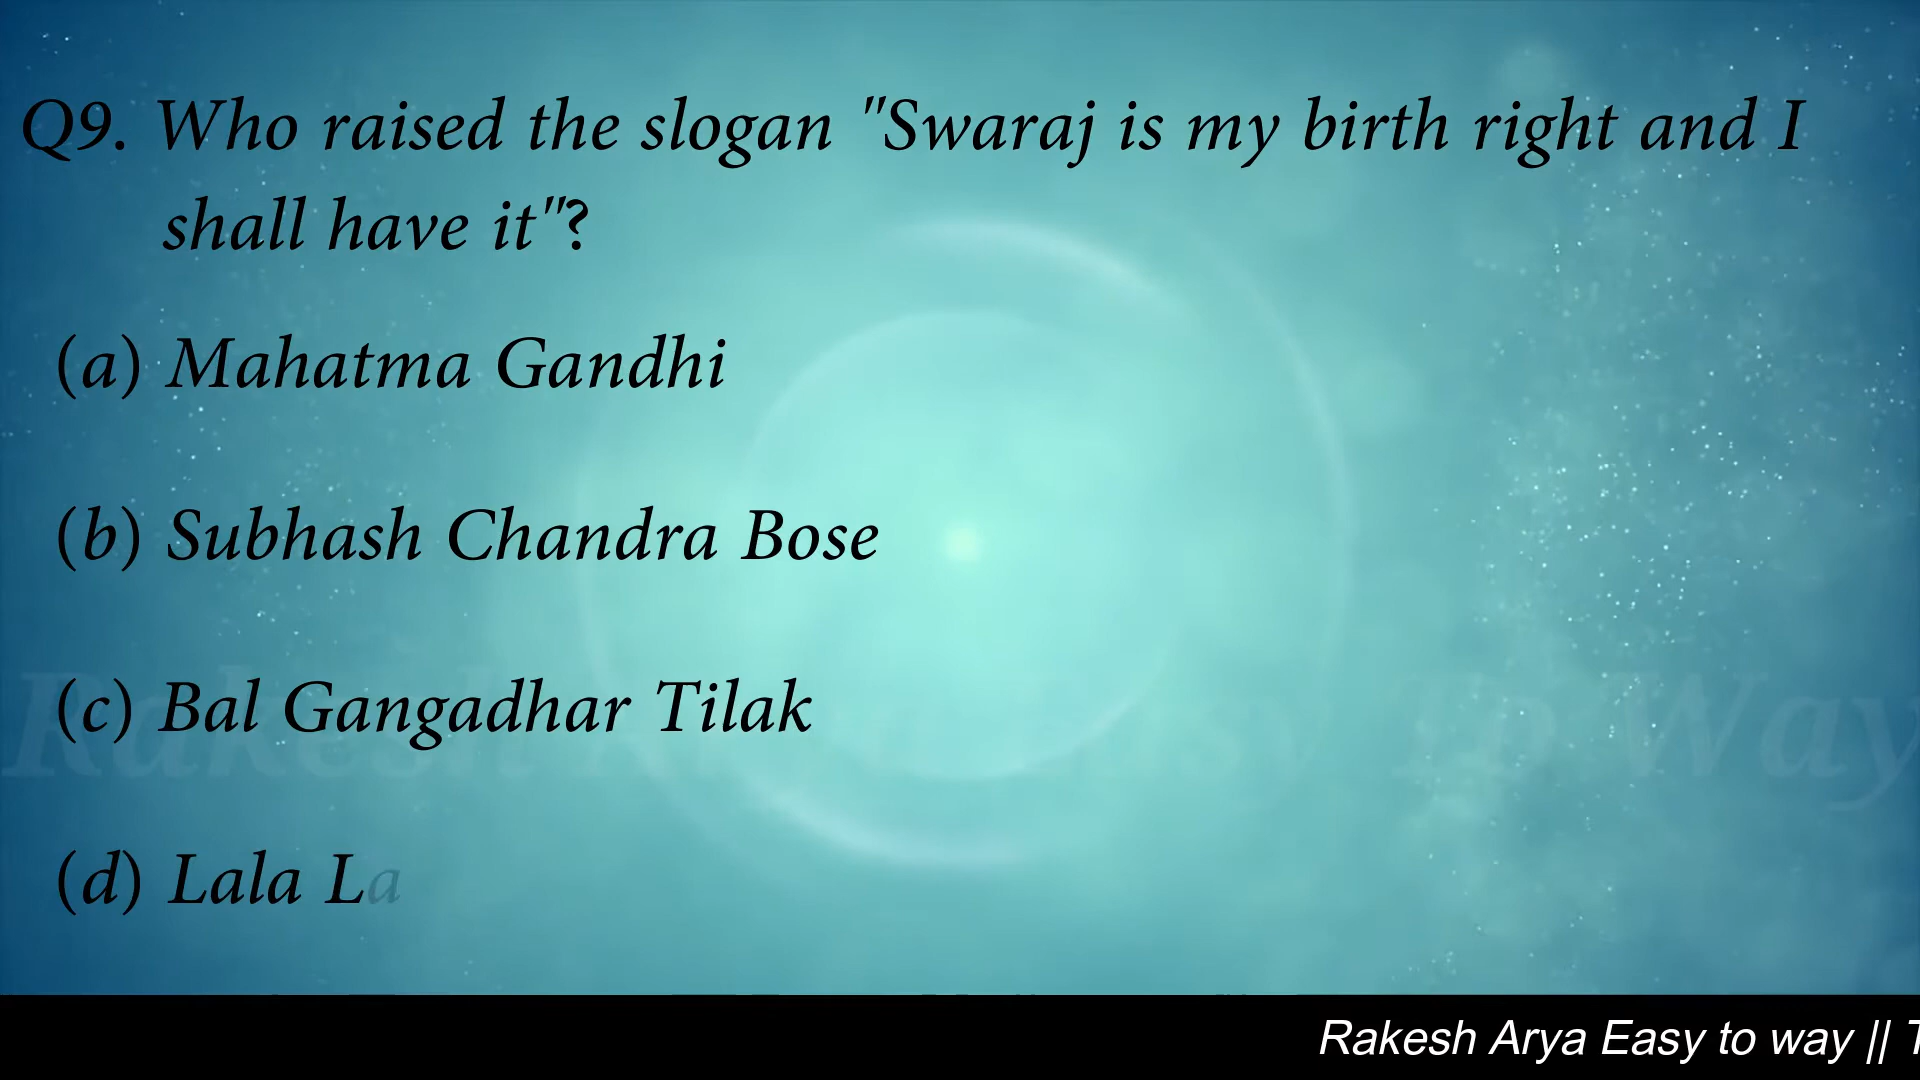 Q9. Who raised the slogan "Swaraj is my birth right and I
shall have it"?
(a) Mahatma Gandhi
(b) Subhash Chandra Bose
(c) Bal Gangadhar Tilak
(d) Lala La
Rakesh Arya Easy to way || T